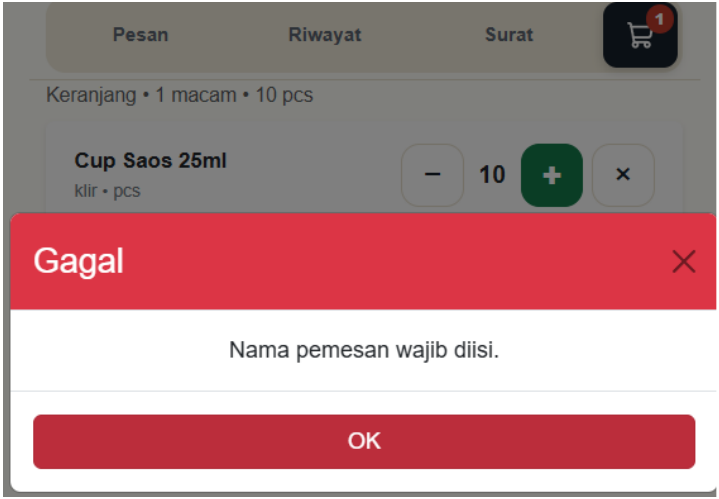 Pesan Riwayat Surat 1
Keranjang • 1 macam • 10 pcs
Cup Saos 25ml
klir • pcs
− 10 + ×
Gagal ×
Nama pemesan wajib diisi.
OK